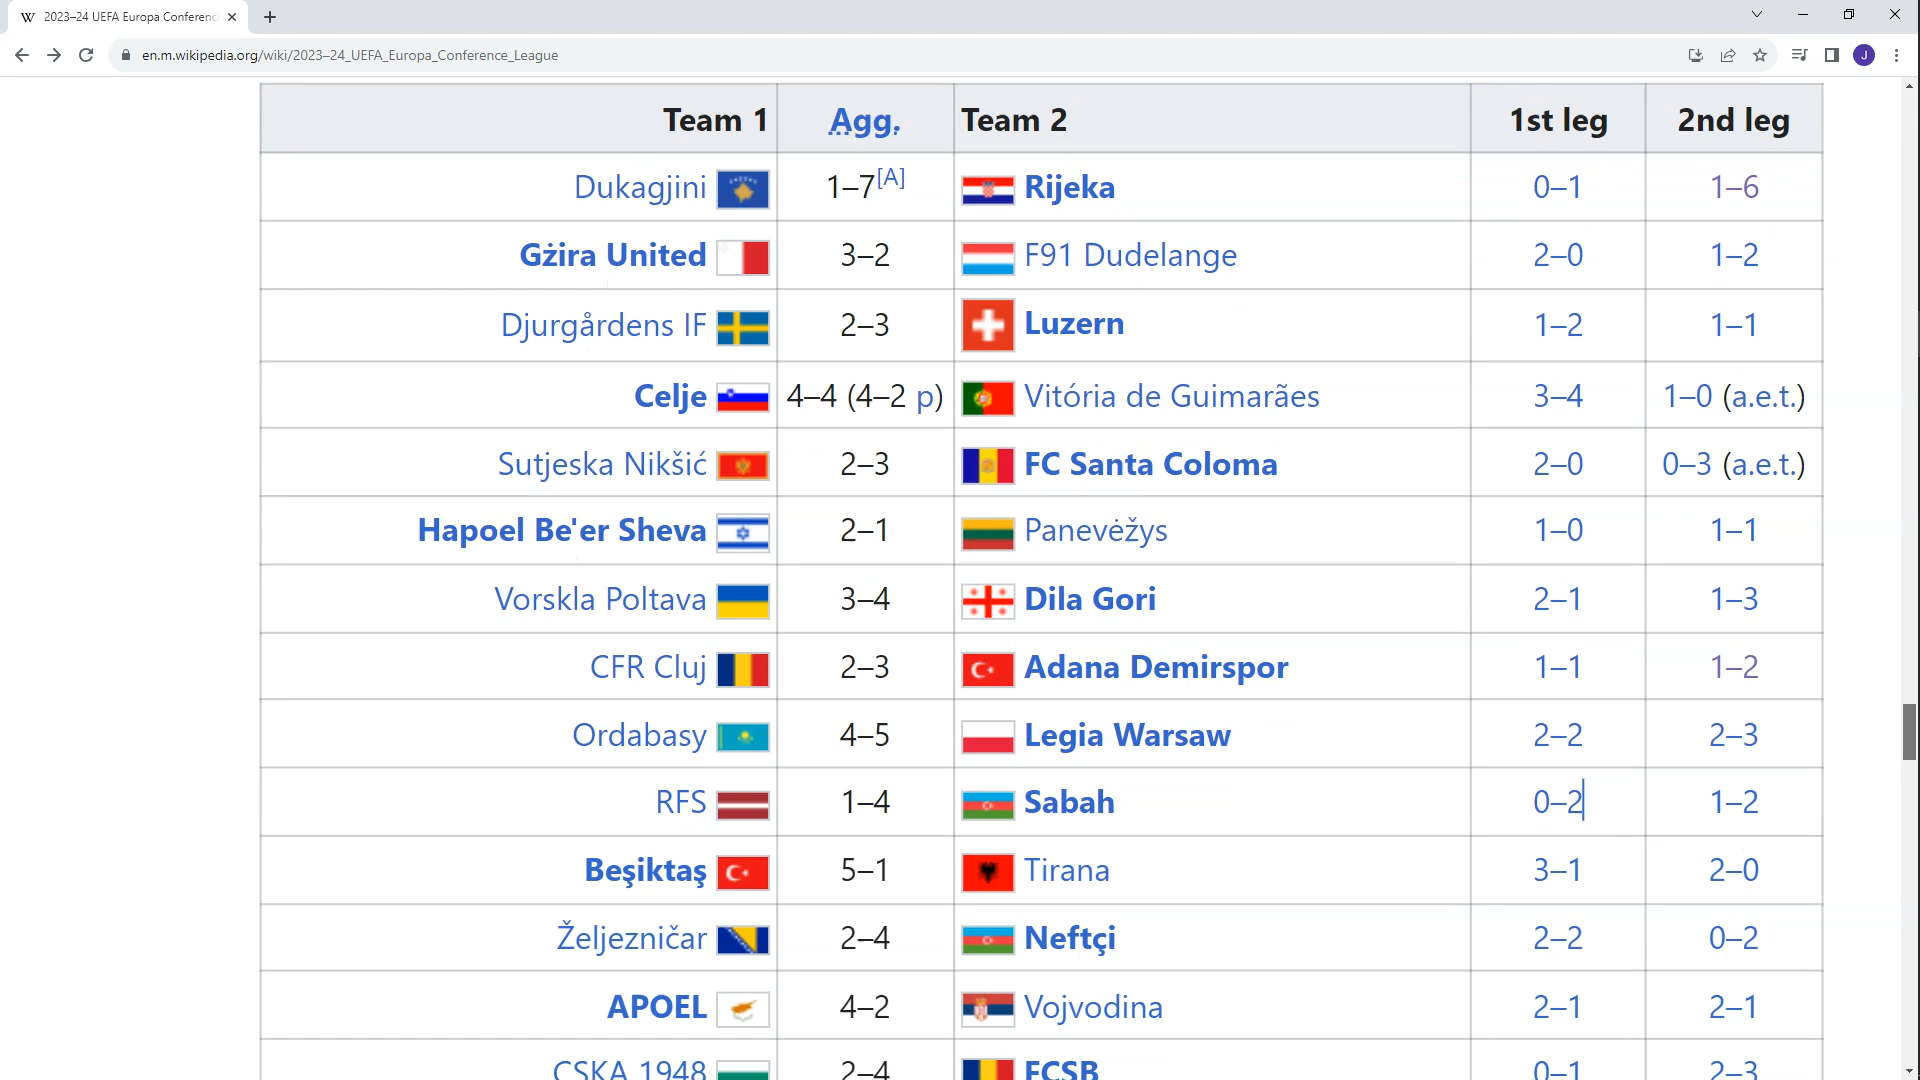 2023–24 UEFA Europa Conferenc
en.m.wikipedia.org/wiki/2023–24_UEFA_Europa_Conference_League
J
Team 1 Agg. Team 2 1st leg 2nd leg
Dukagjini 1–7[A] Rijeka 0–1 1–6
Gżira United 3–2 F91 Dudelange 2–0 1–2
Djurgårdens IF 2–3 Luzern 1–2 1–1
Celje 4–4 (4–2 p) Vitória de Guimarães 3–4 1–0 (a.e.t.)
Sutjeska Nikšić 2–3 FC Santa Coloma 2–0 0–3 (a.e.t.)
Hapoel Be'er Sheva 2–1 Panevėžys 1–0 1–1
Vorskla Poltava 3–4 Dila Gori 2–1 1–3
CFR Cluj 2–3 Adana Demirspor 1–1 1–2
Ordabasy 4–5 Legia Warsaw 2–2 2–3
RFS 1–4 Sabah 0–2 1–2
Beşiktaş 5–1 Tirana 3–1 2–0
Željezničar 2–4 Neftçi 2–2 0–2
APOEL 4–2 Vojvodina 2–1 2–1
CSKA 1948 2–4 FCSB 0–1 2–3